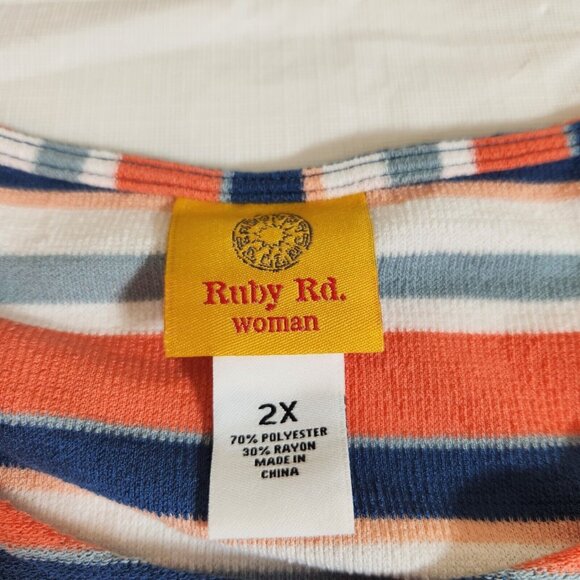 Ruby Rd.
woman
2X
70% POLYESTER
30% RAYON
MADE IN
CHINA